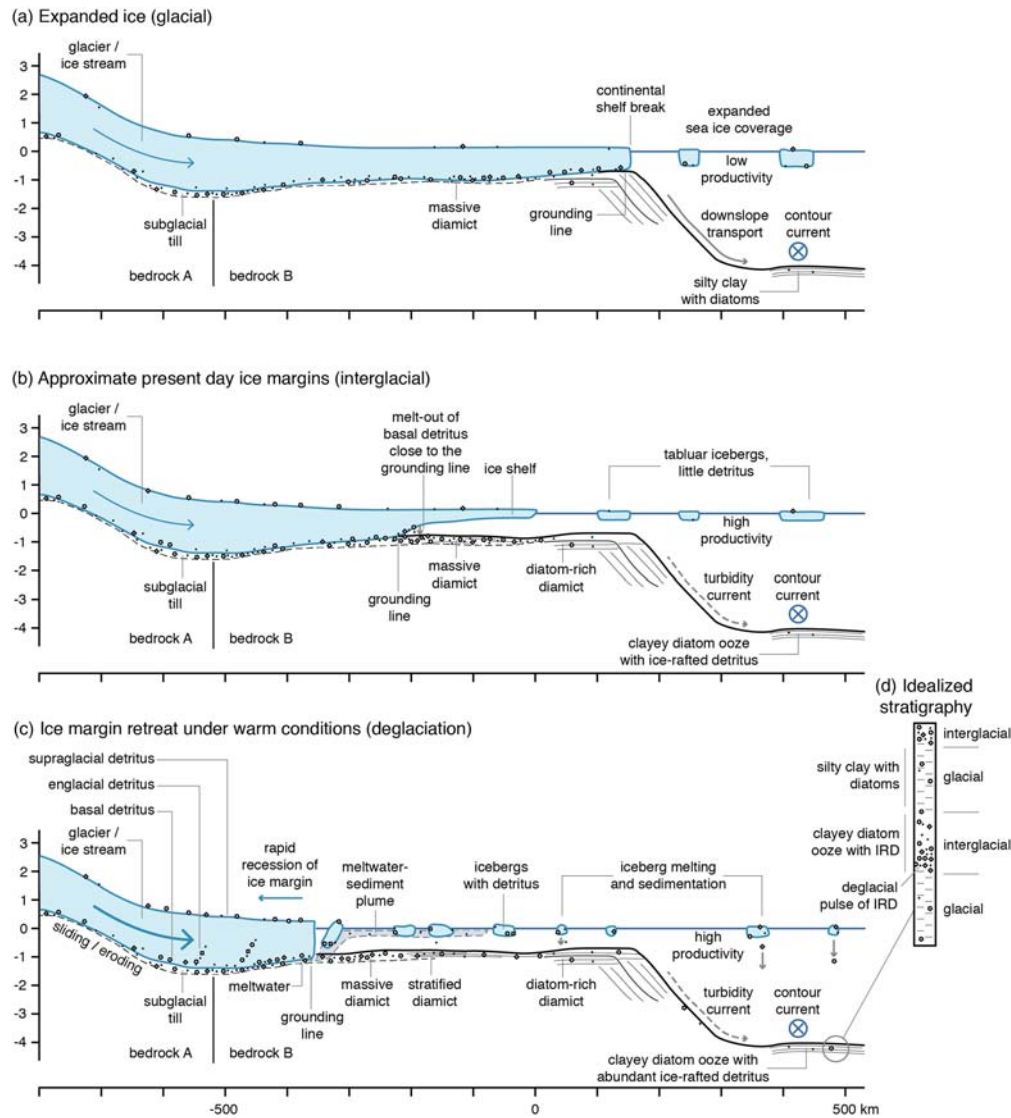 (a) Expanded ice (glacial)
glacier /
ice stream
continental
shelf break
expanded
sea ice coverage
3
2
1
0
-1
-2
-3
-4
low
productivity
subglacial
till
massive
diamict
grounding
line
downslope
transport
contour
current
bedrock A
bedrock B
silty clay
with diatoms
(b) Approximate present day ice margins (interglacial)
glacier /
ice stream
melt-out of
basal detritus
close to the
grounding line
ice shelf
tabluar icebergs,
little detritus
3
2
1
0
-1
-2
-3
-4
high
productivity
subglacial
till
grounding
line
massive
diamict
diatom-rich
diamict
turbidity
current
contour
current
bedrock A
bedrock B
clayey diatom ooze
with ice-rafted detritus
(c) Ice margin retreat under warm conditions (deglaciation)
supraglacial detritus
englacial detritus
basal detritus
glacier /
ice stream
rapid
recession of
ice margin
meltwater-
sediment
plume
icebergs
with detritus
iceberg melting
and sedimentation
3
2
1
0
-1
-2
-3
-4
sliding / eroding
high
productivity
subglacial
till
meltwater
grounding
line
massive
diamict
stratified
diamict
diatom-rich
diamict
turbidity
current
contour
current
bedrock A
bedrock B
clayey diatom ooze with
abundant ice-rafted detritus
-500
0
500 km
(d) Idealized
stratigraphy
interglacial
silty clay with
diatoms
glacial
clayey diatom
ooze with IRD
interglacial
deglacial
pulse of IRD
glacial